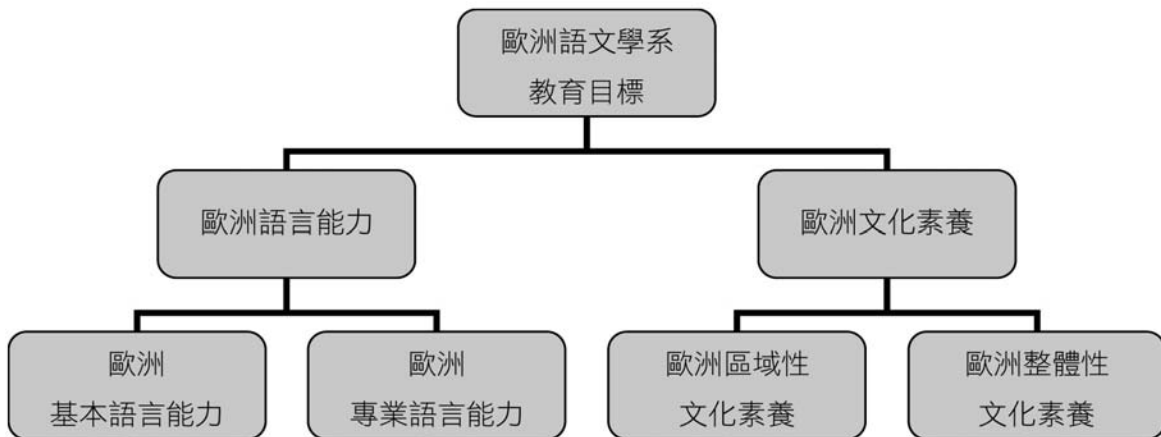 歐洲語文學系
教育目標
歐洲語言能力
歐洲文化素養
歐洲
基本語言能力
歐洲
專業語言能力
歐洲區域性
文化素養
歐洲整體性
文化素養